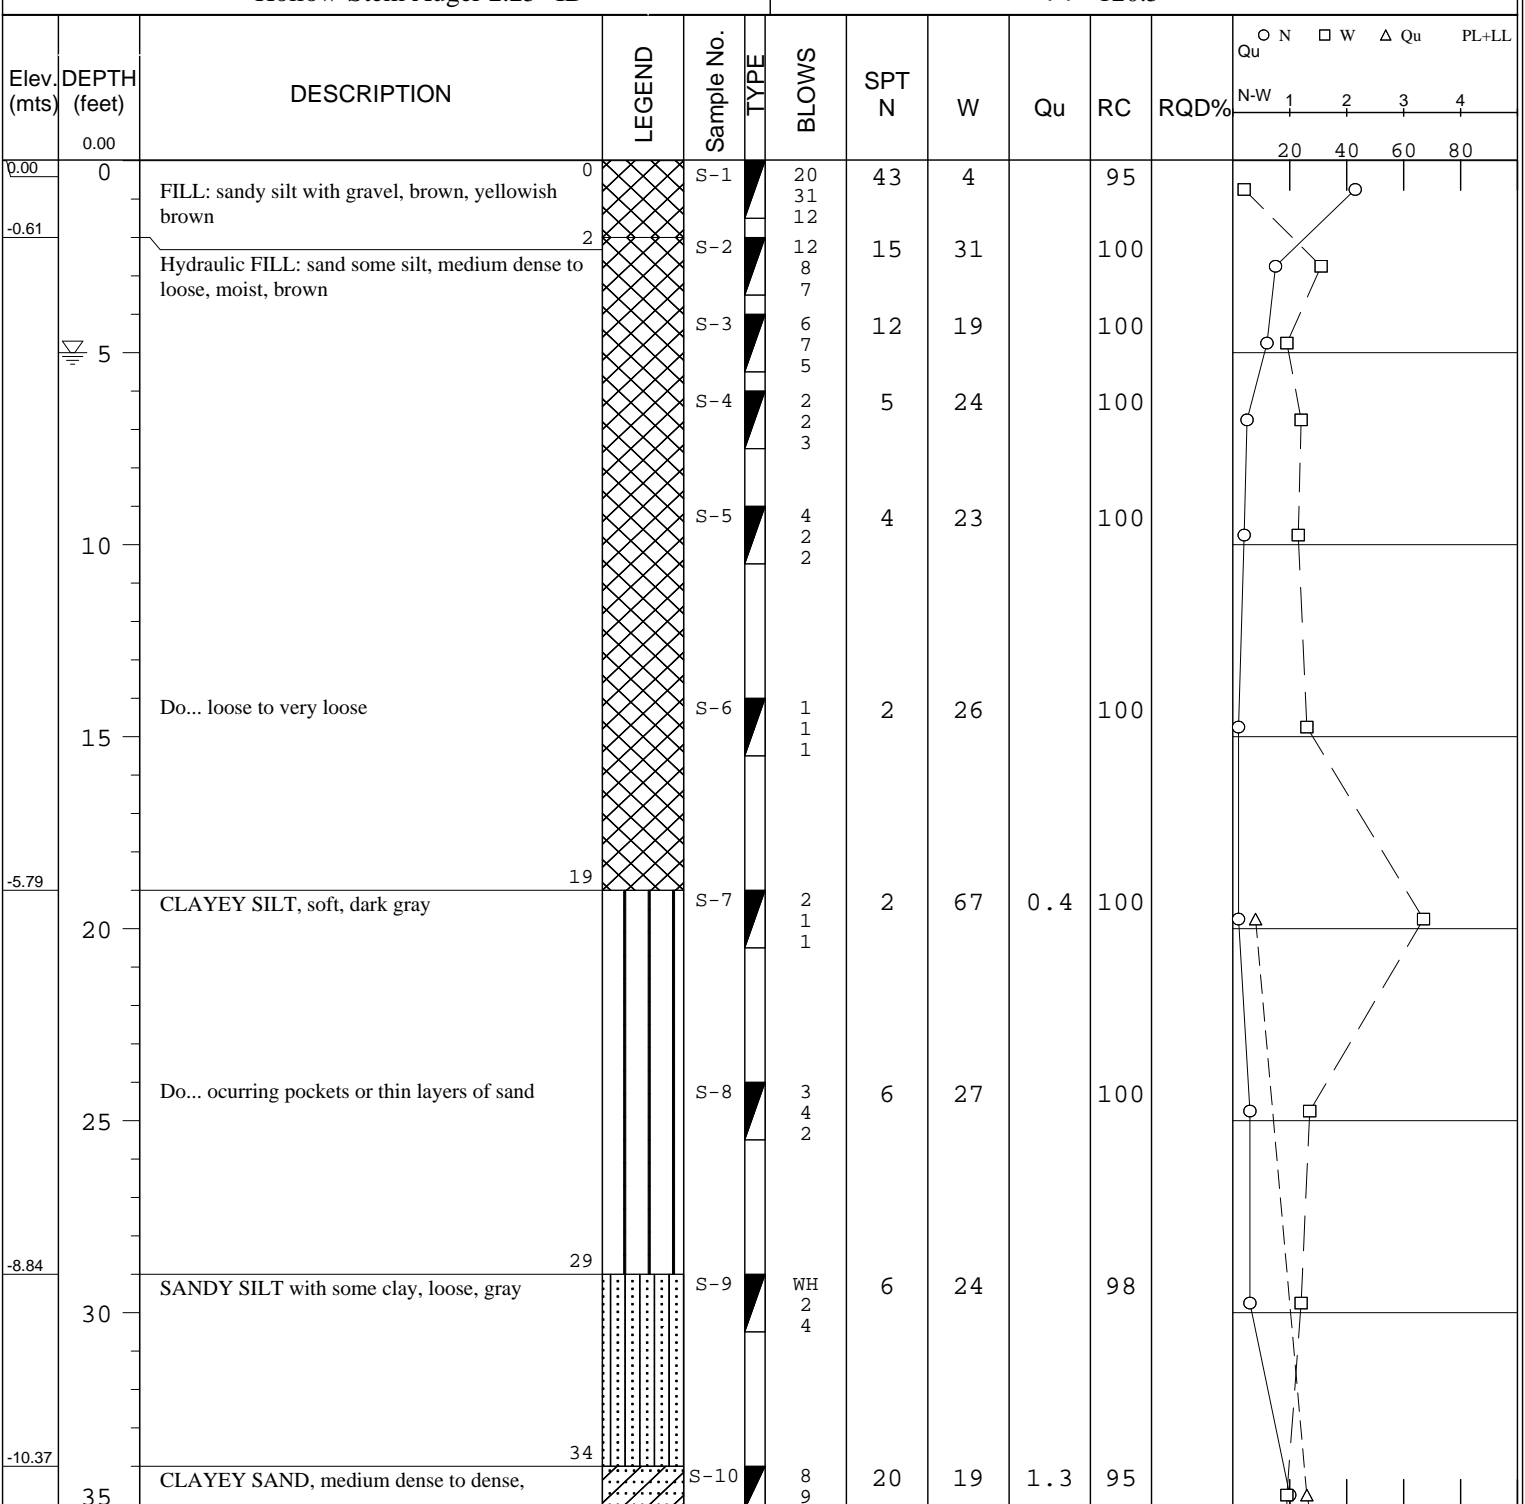 ○ N □ W △ Qu PL+LL
Qu
Elev. (mts)
DEPTH (feet)
0.00
DESCRIPTION
LEGEND
Sample No.
TYPE
BLOWS
SPT N
W
Qu
RC
RQD%
N-W 1 2 3 4
20 40 60 80
0.00 0 0 S-1 20 43 4 95
FILL: sandy silt with gravel, brown, yellowish 31
brown 12
-0.61 2 S-2 12 15 31 100
Hydraulic FILL: sand some silt, medium dense to 8
loose, moist, brown 7
S-3 6 12 19 100
7
5 5
S-4 2 5 24 100
2
3
S-5 4 4 23 100
10 2
2
Do... loose to very loose S-6 1 2 26 100
15 1
1
-5.79 19
CLAYEY SILT, soft, dark gray S-7 2 2 67 0.4 100
20 1
1
Do... ocurring pockets or thin layers of sand S-8 3 6 27 100
25 4
2
-8.84 29
SANDY SILT with some clay, loose, gray S-9 WH 6 24 98
30 2
4
-10.37 34
CLAYEY SAND, medium dense to dense, S-10 8 20 19 1.3 95
35 9